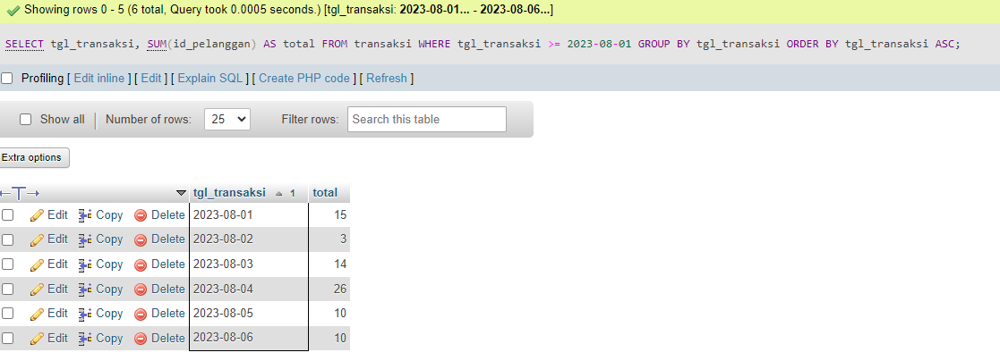 Showing rows 0 - 5 (6 total, Query took 0.0005 seconds.) [tgl_transaksi: 2023-08-01... - 2023-08-06...]
SELECT tgl_transaksi, SUM(id_pelanggan) AS total FROM transaksi WHERE tgl_transaksi >= 2023-08-01 GROUP BY tgl_transaksi ORDER BY tgl_transaksi ASC;
Profiling [ Edit inline ] [ Edit ] [ Explain SQL ] [ Create PHP code ] [ Refresh ]
Show all Number of rows: 25 Filter rows: Search this table
Extra options
tgl_transaksi 1 total
Edit Copy Delete 2023-08-01 15
Edit Copy Delete 2023-08-02 3
Edit Copy Delete 2023-08-03 14
Edit Copy Delete 2023-08-04 26
Edit Copy Delete 2023-08-05 10
Edit Copy Delete 2023-08-06 10